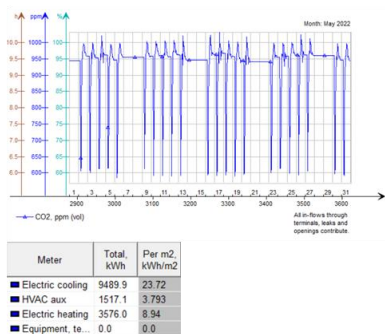 h ppm %
Month: May 2022
10.0 1000 100
9.5 950 95
9.0 900 90
8.5 850 85
8.0 800 80
7.5 750 75
7.0 700 70
6.5 650 65
6.0 600 60
1 3 5 7 9 11 13 15 17 19 21 23 25 27 29 31
2900 3000 3100 3200 3300 3400 3500 3600
CO2, ppm (vol)
All in-flows through
terminals, leaks and
openings contribute.
Meter Total, kWh Per m2, kWh/m2
Electric cooling 9489.9 23.72
HVAC aux 1517.1 3.793
Electric heating 3576.0 8.94
Equipment, te... 0.0 0.0